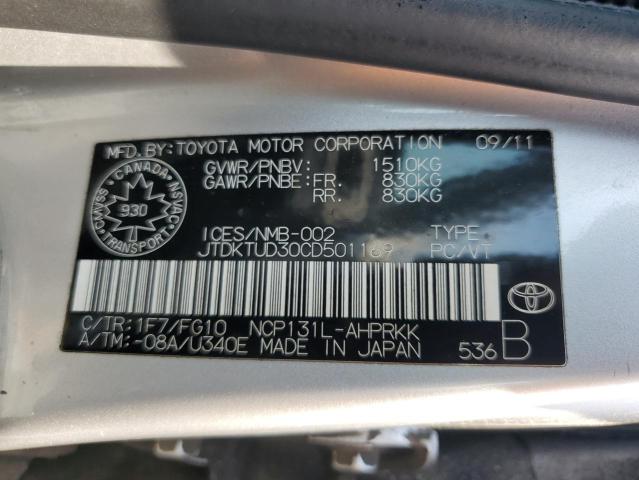 MFD. BY: TOYOTA MOTOR CORPORATION 09/11
GVWR/PNBV: 1510KG
GAWR/PNBE: FR. 830KG
RR. 830KG
CANADA
930
TRANSPORT
SSVAC
NSVAC
ICES/NMB-002 TYPE
JTDKTUD30CD501169 PC/VT
C/TR: 1F7/FG10 NCP131L-AHPRKK
A/TM: -08A/U340E MADE IN JAPAN 536 B